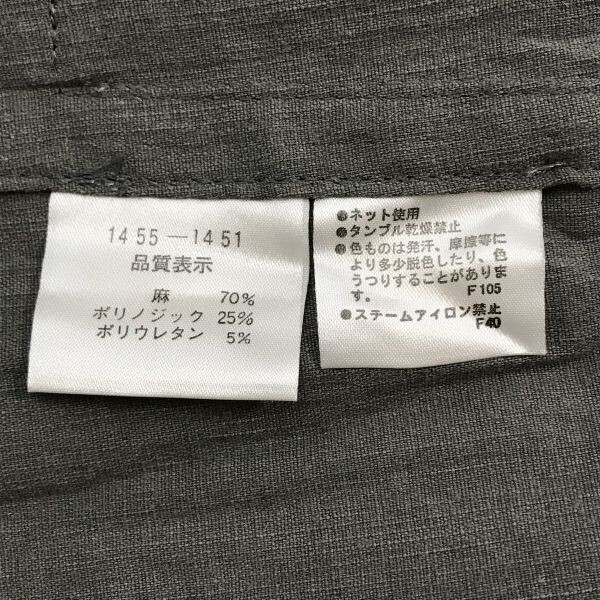 1455—1451
品質表示
麻 70%
ポリノジック 25%
ポリウレタン 5%
●ネット使用
●タンブル乾燥禁止
●色ものは発汗、摩度等に
より多少脱色したり、色
うつりすることがありま
す。 F105
●スチームアイロン禁止
F40